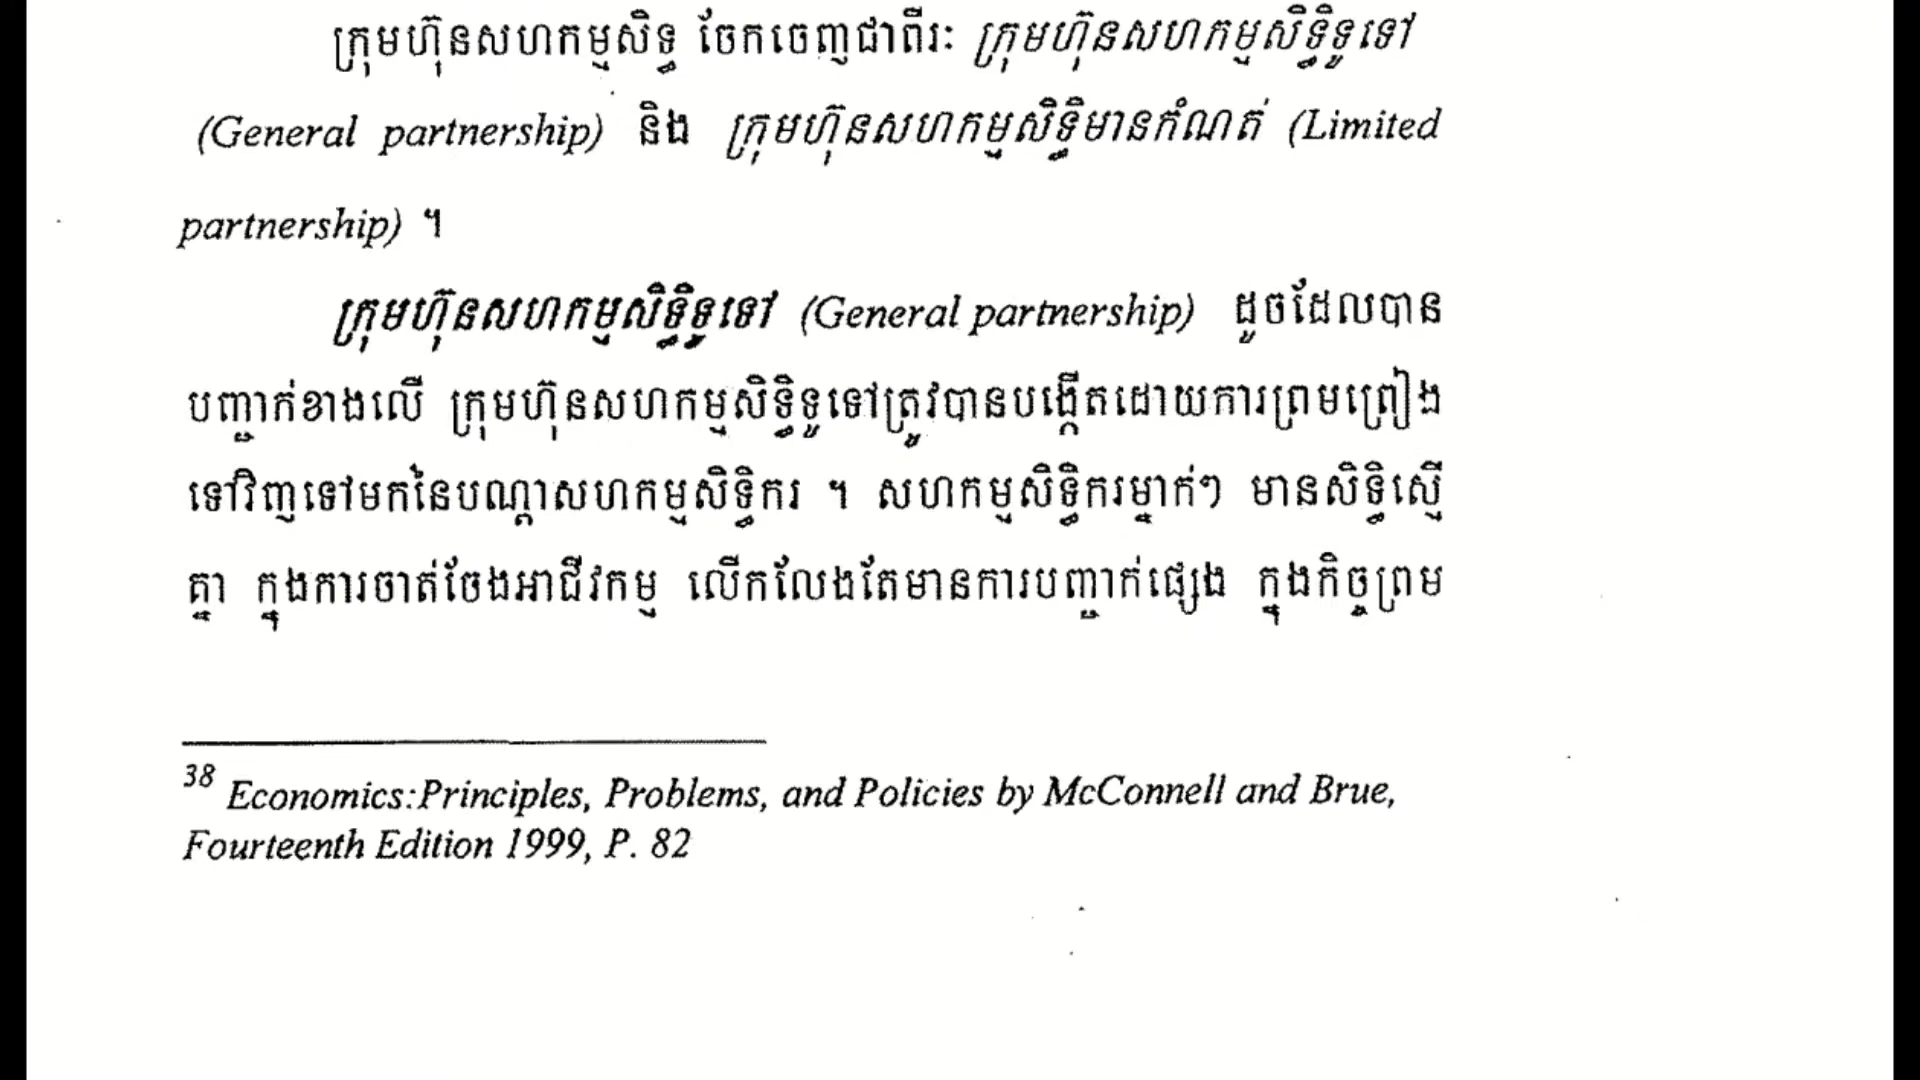 ក្រុមហ៊ុនសហកម្មសិទ្ធ ចែកចេញជាពីរៈ ក្រុមហ៊ុនសហកម្មសិទ្ធិទូទៅ
(General partnership) និង ក្រុមហ៊ុនសហកម្មសិទ្ធិមានកំណត់ (Limited
partnership) ។
ក្រុមហ៊ុនសហកម្មសិទ្ធិទូទៅ (General partnership) ដូចដែលបាន
បញ្ជាក់ខាងលើ ក្រុមហ៊ុនសហកម្មសិទ្ធិទូទៅត្រូវបានបង្កើតដោយការព្រមព្រៀង
ទៅវិញទៅមកនៃបណ្តាសហកម្មសិទ្ធិករ ។ សហកម្មសិទ្ធិករម្នាក់ៗ មានសិទ្ធិស្មើ
គ្នា ក្នុងការចាត់ចែងអាជីវកម្ម លើកលែងតែមានការបញ្ជាក់ផ្សេង ក្នុងកិច្ចព្រម
38 Economics:Principles, Problems, and Policies by McConnell and Brue,
Fourteenth Edition 1999, P. 82